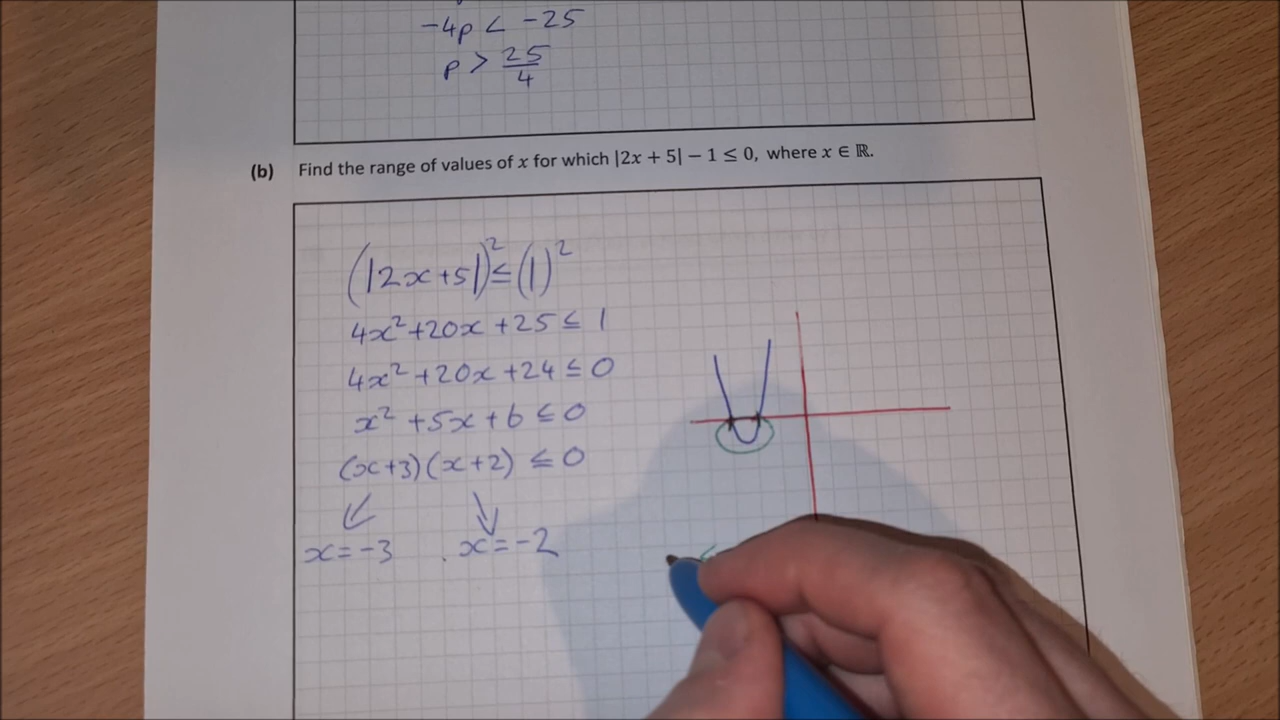 -4p < -25
p > 25/4
(b) Find the range of values of x for which |2x + 5| − 1 ≤ 0, where x ∈ ℝ.
(|2x+5|)² ≤ (1)²
4x² +20x +25 ≤ 1
4x² +20x +24 ≤ 0
x² +5x +6 ≤ 0
(x+3)(x+2) ≤ 0
x=-3 x=-2